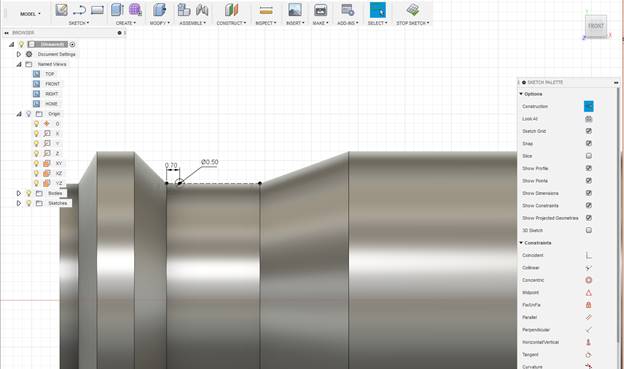 MODEL
SKETCH
CREATE
MODIFY
ASSEMBLE
CONSTRUCT
INSPECT
INSERT
MAKE
ADD-INS
SELECT
STOP SKETCH
FRONT
BROWSER
(Unsaved)
Document Settings
Named Views
TOP
FRONT
RIGHT
HOME
Origin
O
X
Y
Z
XY
XZ
YZ
Bodies
Sketches
0.70
Ø0.50
SKETCH PALETTE
Options
Construction
Look At
Sketch Grid
Snap
Slice
Show Profile
Show Points
Show Dimensions
Show Constraints
Show Projected Geometries
3D Sketch
Constraints
Coincident
Collinear
Concentric
Midpoint
Fix/UnFix
Parallel
Perpendicular
Horizontal/Vertical
Tangent
Curvature